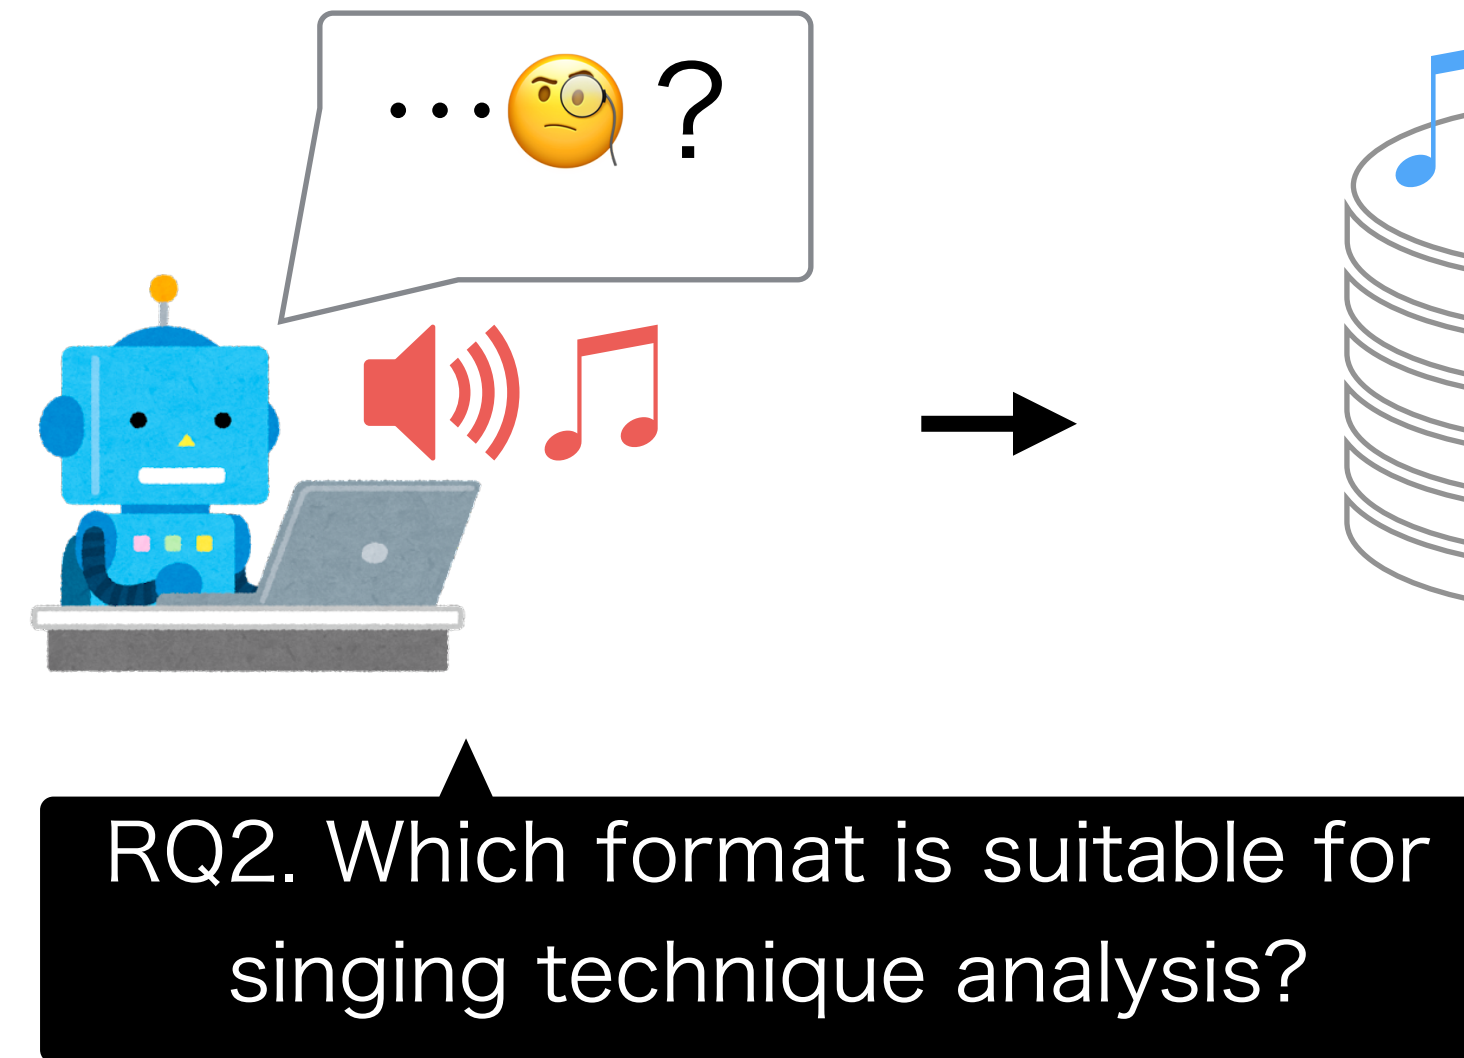 ...🧐?
RQ2. Which format is suitable for
singing technique analysis?